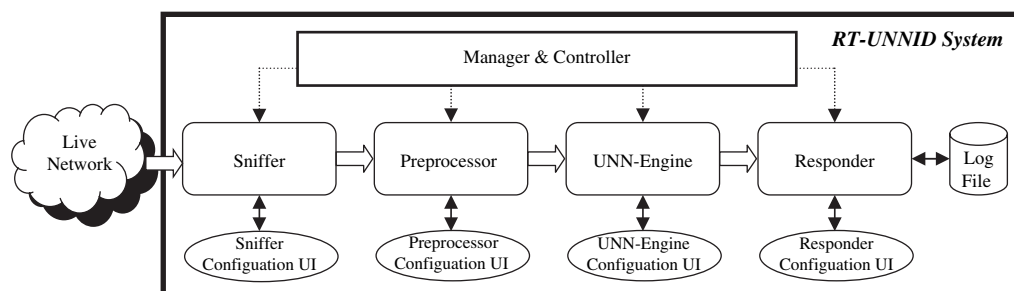 RT-UNNID System
Manager & Controller
Live
Network
Sniffer
Preprocessor
UNN-Engine
Responder
Log
File
Sniffer
Configuation UI
Preprocessor
Configuation UI
UNN-Engine
Configuation UI
Responder
Configuation UI